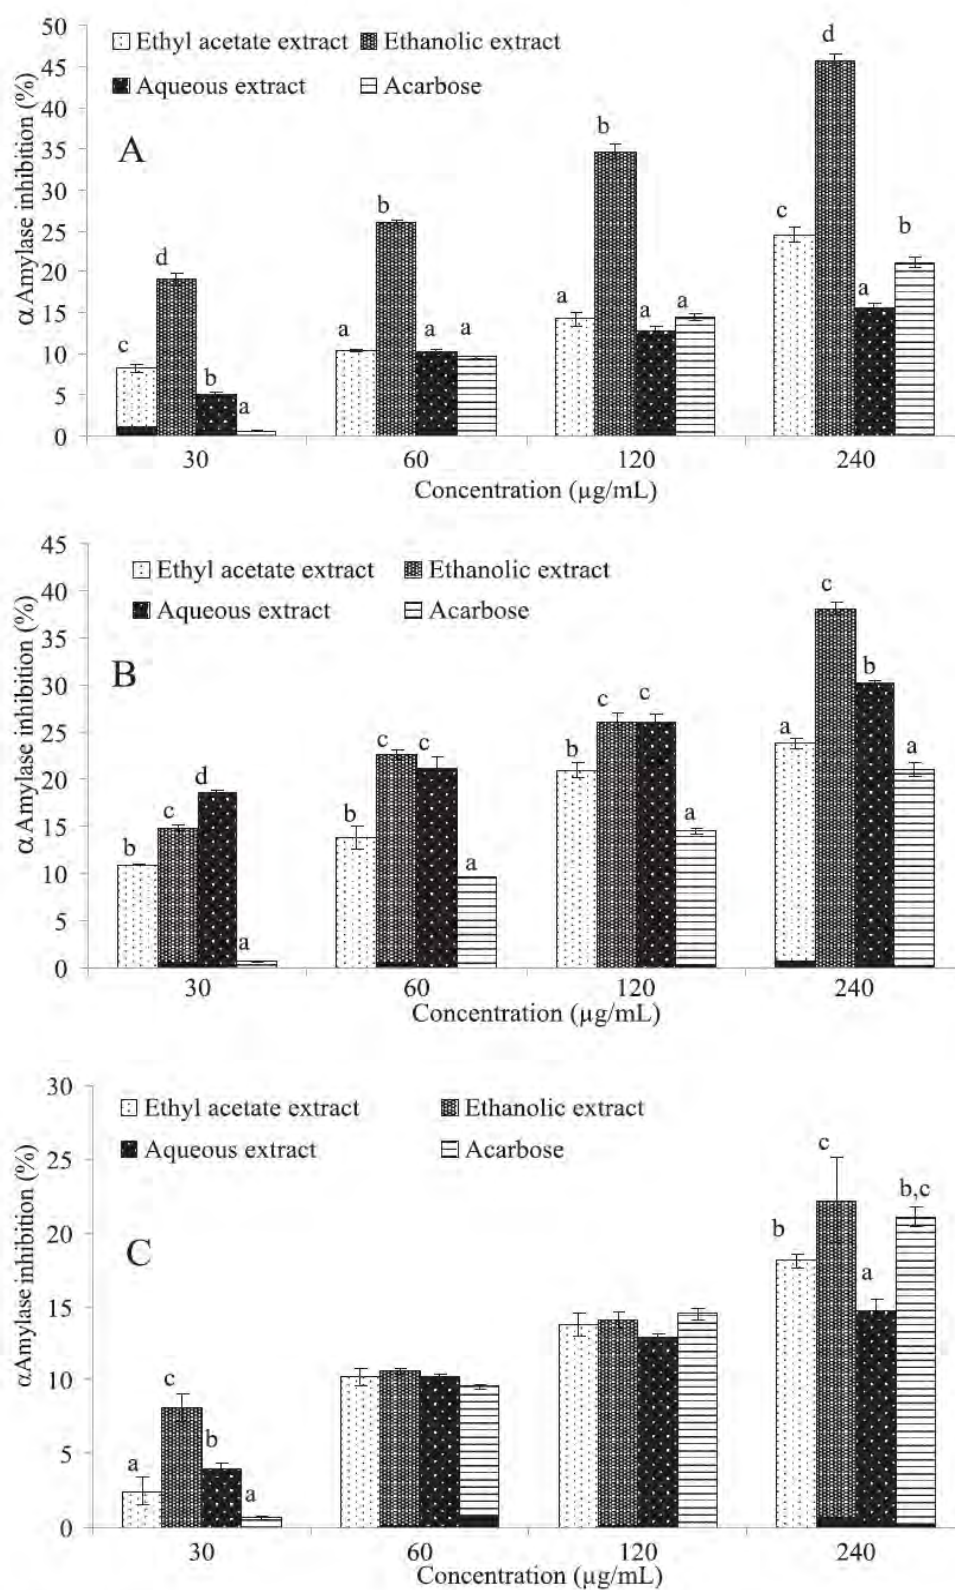 50
45
40
35
30
25
20
15
10
5
0
α Amylase inhibition (%)
Ethyl acetate extract Ethanolic extract
Aqueous extract Acarbose
A
c d b a
a b a a
a b a a
c d a b
30 60 120 240
Concentration (µg/mL)
45
40
35
30
25
20
15
10
5
0
α Amylase inhibition (%)
Ethyl acetate extract Ethanolic extract
Aqueous extract Acarbose
B
b c d a
b c c a
b c c a
a c b a
30 60 120 240
Concentration (µg/mL)
30
25
20
15
10
5
0
αAmylase inhibition (%)
Ethyl acetate extract Ethanolic extract
Aqueous extract Acarbose
C
a c b a
b c a b,c
30 60 120 240
Concentration (µg/mL)